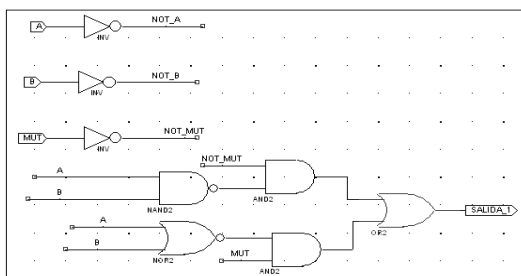 A
INV
NOT_A
B
INV
NOT_B
MUT
INV
NOT_MUT
NOT_MUT
A
B
NAND2
AND2
A
B
NOR2
MUT
AND2
OR2
SALIDA_1